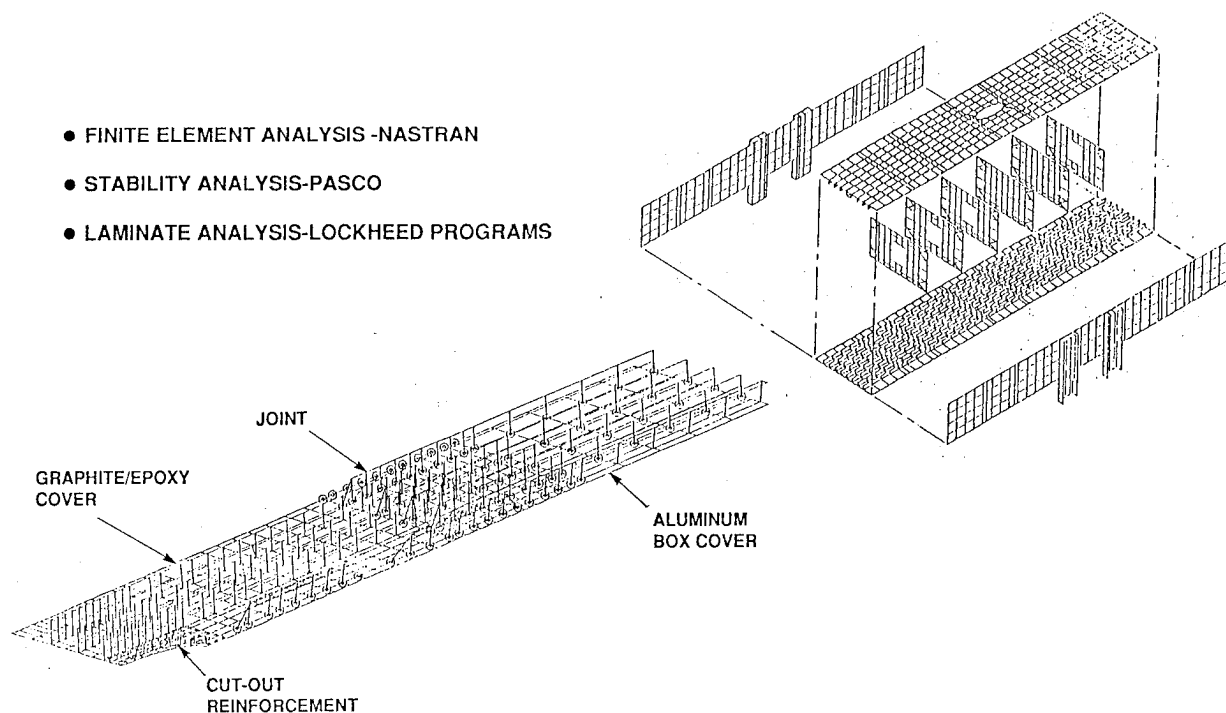 ● FINITE ELEMENT ANALYSIS -NASTRAN
● STABILITY ANALYSIS-PASCO
● LAMINATE ANALYSIS-LOCKHEED PROGRAMS
JOINT
GRAPHITE/EPOXY
COVER
ALUMINUM
BOX COVER
CUT-OUT
REINFORCEMENT